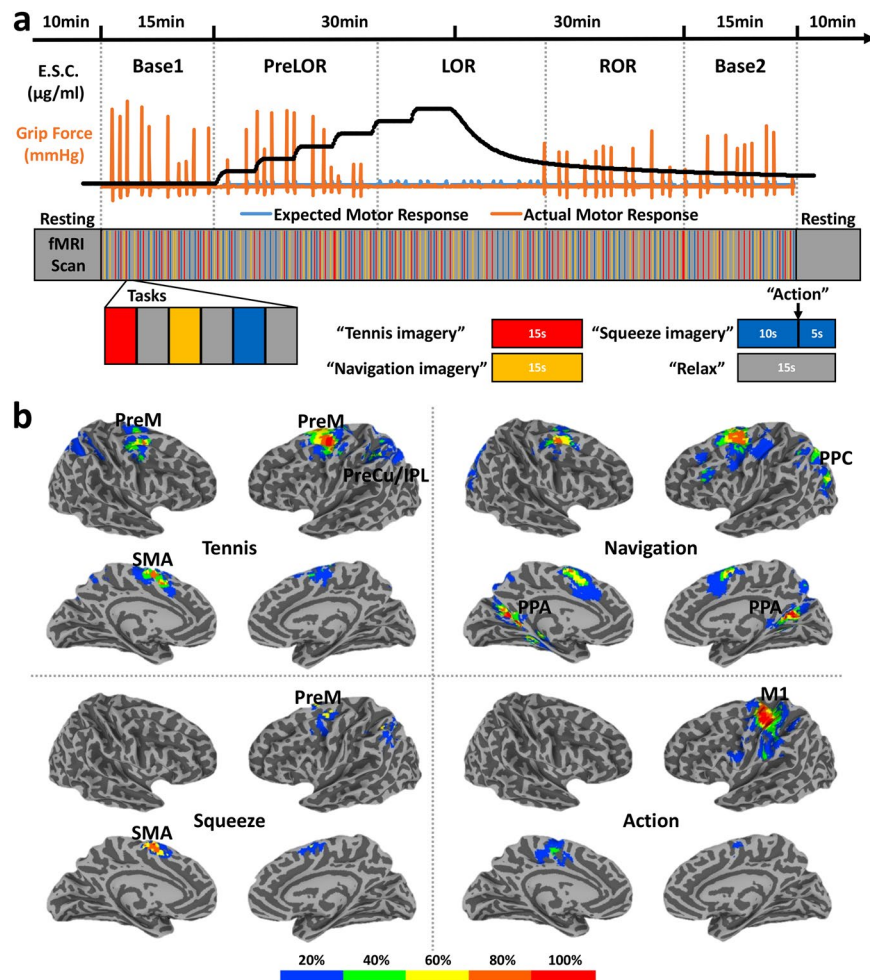 a
10min 15min 30min 30min 15min 10min
E.S.C. Base1 PreLOR LOR ROR Base2
(μg/ml)
Grip Force
(mmHg)
Expected Motor Response Actual Motor Response
Resting Resting
fMRI
Scan
Tasks
“Action”
“Tennis imagery” 15s “Squeeze imagery” 10s 5s
“Navigation imagery” 15s “Relax” 15s
b
PreM PreM
PreCu/IPL PPC
Tennis Navigation
SMA
PPA PPA
PreM M1
Squeeze Action
SMA
20% 40% 60% 80% 100%